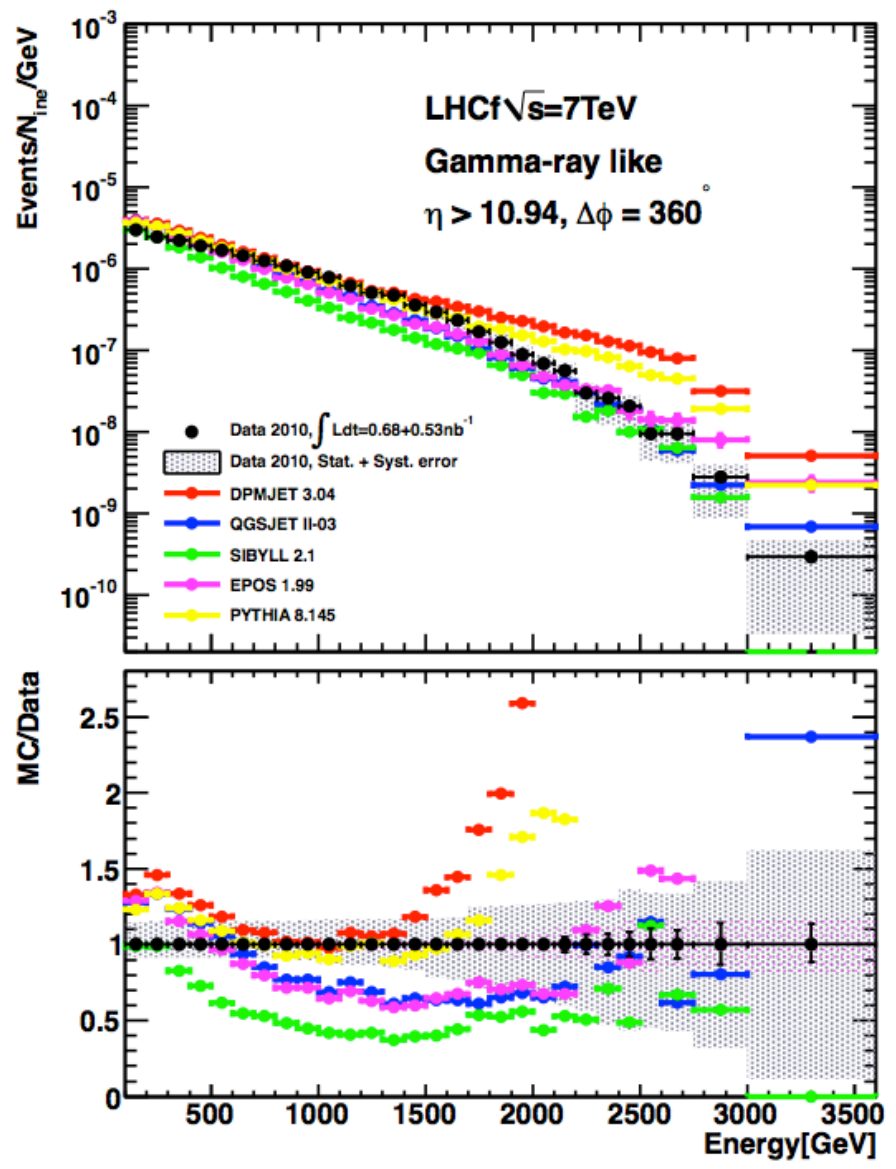 10⁻³
10⁻⁴
10⁻⁵
10⁻⁶
10⁻⁷
10⁻⁸
10⁻⁹
10⁻¹⁰
Events/N_ine/GeV
LHCf√s=7TeV
Gamma-ray like
η > 10.94, Δϕ = 360°
Data 2010, ∫ Ldt=0.68+0.53nb⁻¹
Data 2010, Stat. + Syst. error
DPMJET 3.04
QGSJET II-03
SIBYLL 2.1
EPOS 1.99
PYTHIA 8.145
MC/Data
2.5
2
1.5
1
0.5
0
500 1000 1500 2000 2500 3000 3500
Energy[GeV]